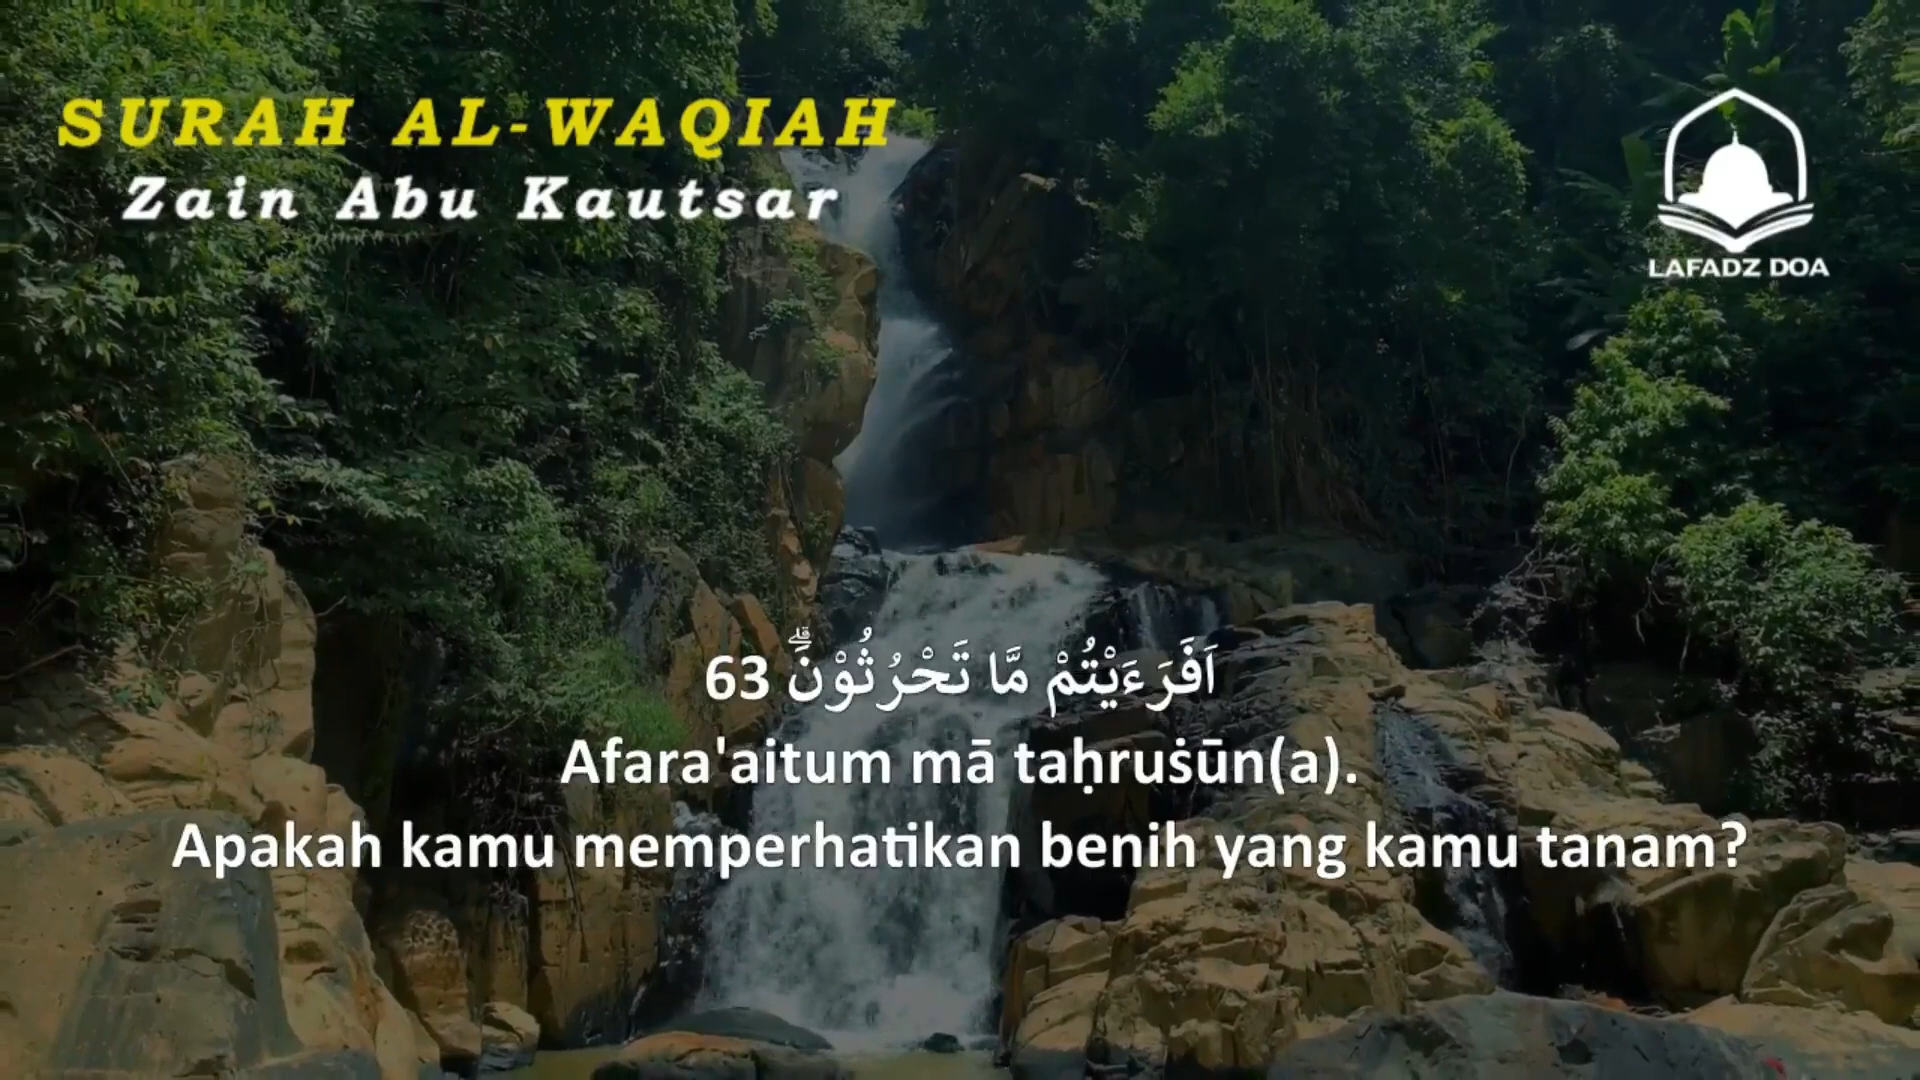 SURAH AL-WAQIAH
Zain Abu Kautsar
LAFADZ DOA
اَفَرَءَيْتُمْ مَّا تَحْرُثُوْنَۗ 63
Afara'aitum mā taḥruṡūn(a).
Apakah kamu memperhatikan benih yang kamu tanam?